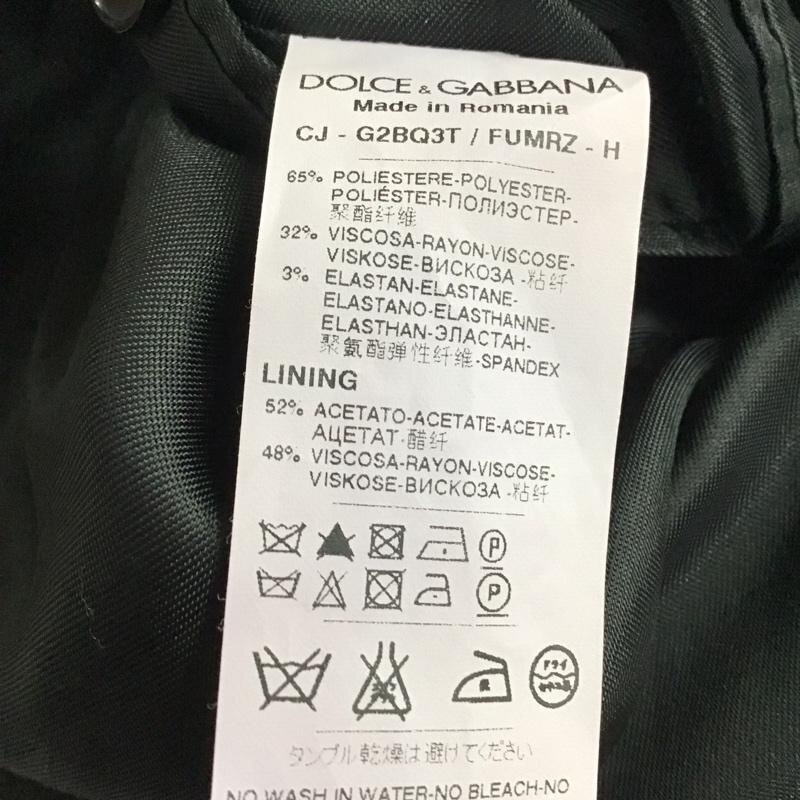 DOLCE & GABBANA
Made in Romania
CJ - G2BQ3T / FUMRZ - H
65% POLIESTERE-POLYESTER-
POLIÉSTER-ПОЛИЭСТЕР-
聚酯纤维
32% VISCOSA-RAYON-VISCOSE-
VISKOSE-ВИСКОЗА-粘纤
3% ELASTAN-ELASTANE-
ELASTANO-ELASTHANNE-
ELASTHAN-ЭЛАСТАН-
聚氨酯弹性纤维-SPANDEX
LINING
52% ACETATO-ACETATE-ACETAT-
АЦЕТАТ-醋纤
48% VISCOSA-RAYON-VISCOSE-
VISKOSE-ВИСКОЗА-粘纤
P
P
ドライ
タンブル乾燥は避けてください
NO WASH IN WATER-NO BLEACH-NO